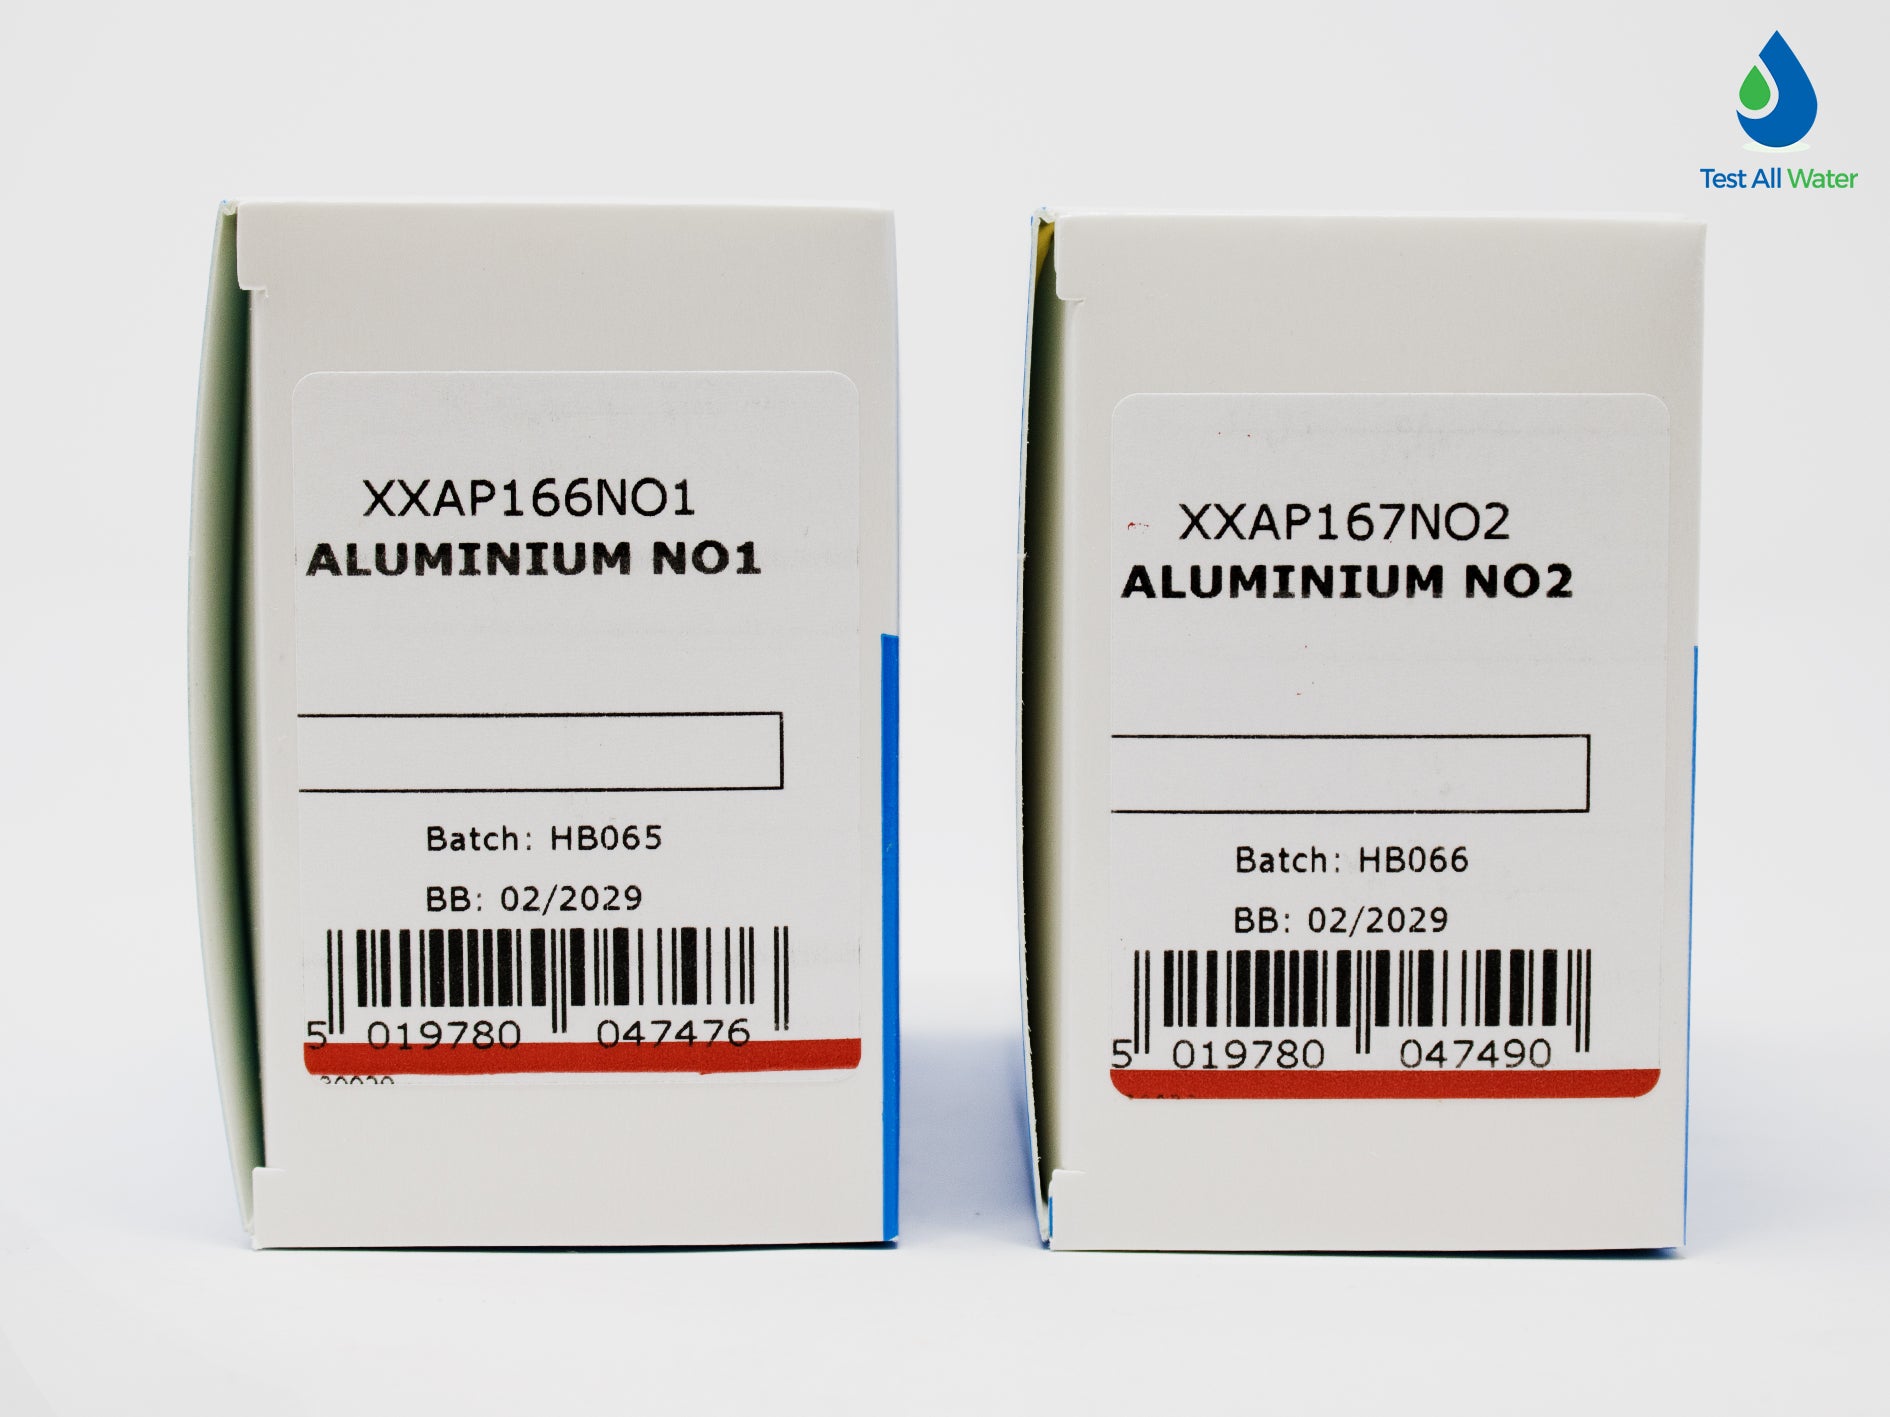 Test All Water
XXAP166NO1
ALUMINIUM NO1
Batch: HB065
BB: 02/2029
5 019780 047476
XXAP167NO2
ALUMINIUM NO2
Batch: HB066
BB: 02/2029
5 019780 047490